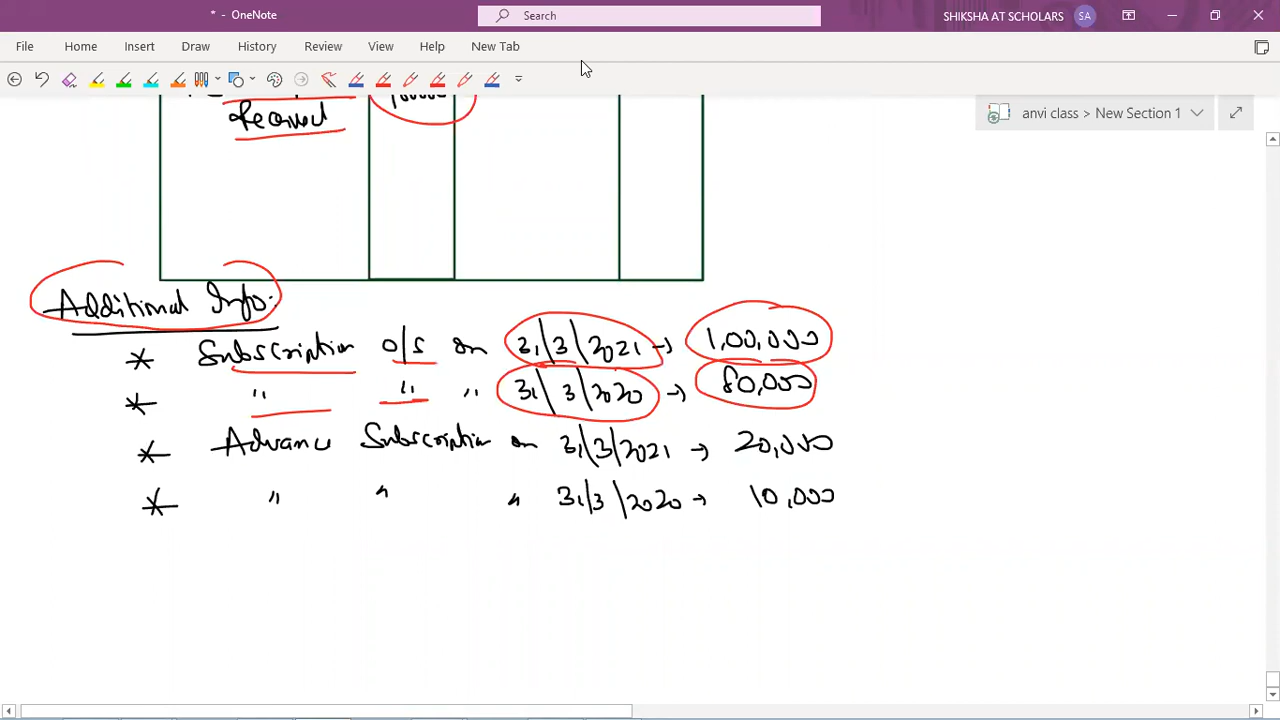 * - OneNote
Search
SHIKSHA AT SCHOLARS SA
File Home Insert Draw History Review View Help New Tab
anvi class > New Section 1
Received
Additional Info.
* Subscription O/S on 31/3/2021 → 1,00,000
* " " " 31/3/2020 → 80,000
* Advance Subscription on 31/3/2021 → 20,000
* " " " 31/3/2020 → 10,000